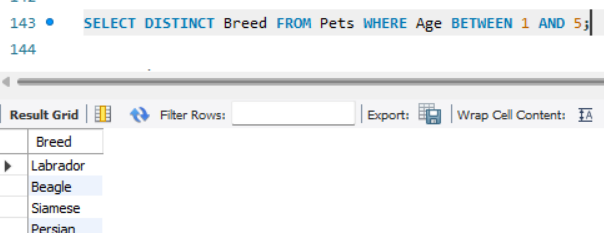 143 SELECT DISTINCT Breed FROM Pets WHERE Age BETWEEN 1 AND 5;
144
Result Grid Filter Rows: Export: Wrap Cell Content: IA
Breed
Labrador
Beagle
Siamese
Persian